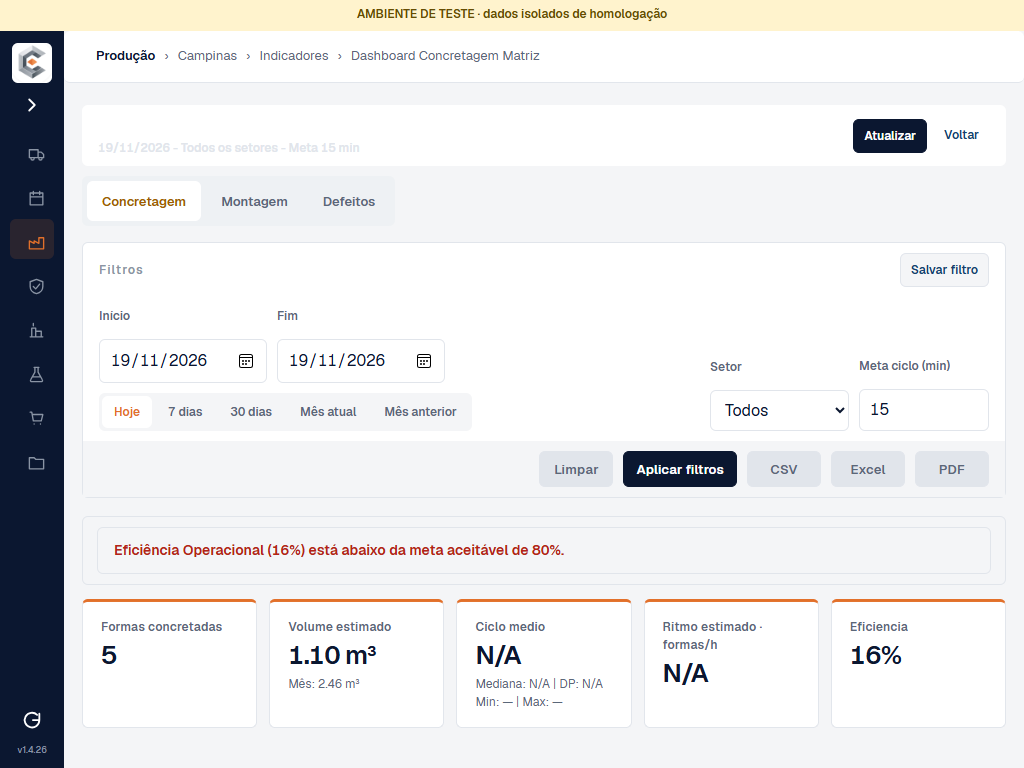 AMBIENTE DE TESTE · dados isolados de homologação
Produção › Campinas › Indicadores › Dashboard Concretagem Matriz
19/11/2026 - Todos os setores - Meta 15 min
Atualizar
Voltar
Concretagem
Montagem
Defeitos
Filtros
Salvar filtro
Início
Fim
19/11/2026
19/11/2026
Hoje
7 dias
30 dias
Mês atual
Mês anterior
Setor
Todos
Meta ciclo (min)
15
Limpar
Aplicar filtros
CSV
Excel
PDF
Eficiência Operacional (16%) está abaixo da meta aceitável de 80%.
Formas concretadas
5
Volume estimado
1.10 m³
Mês: 2.46 m³
Ciclo medio
N/A
Mediana: N/A | DP: N/A
Min: — | Max: —
Ritmo estimado ·
formas/h
N/A
Eficiencia
16%
v1.4.26